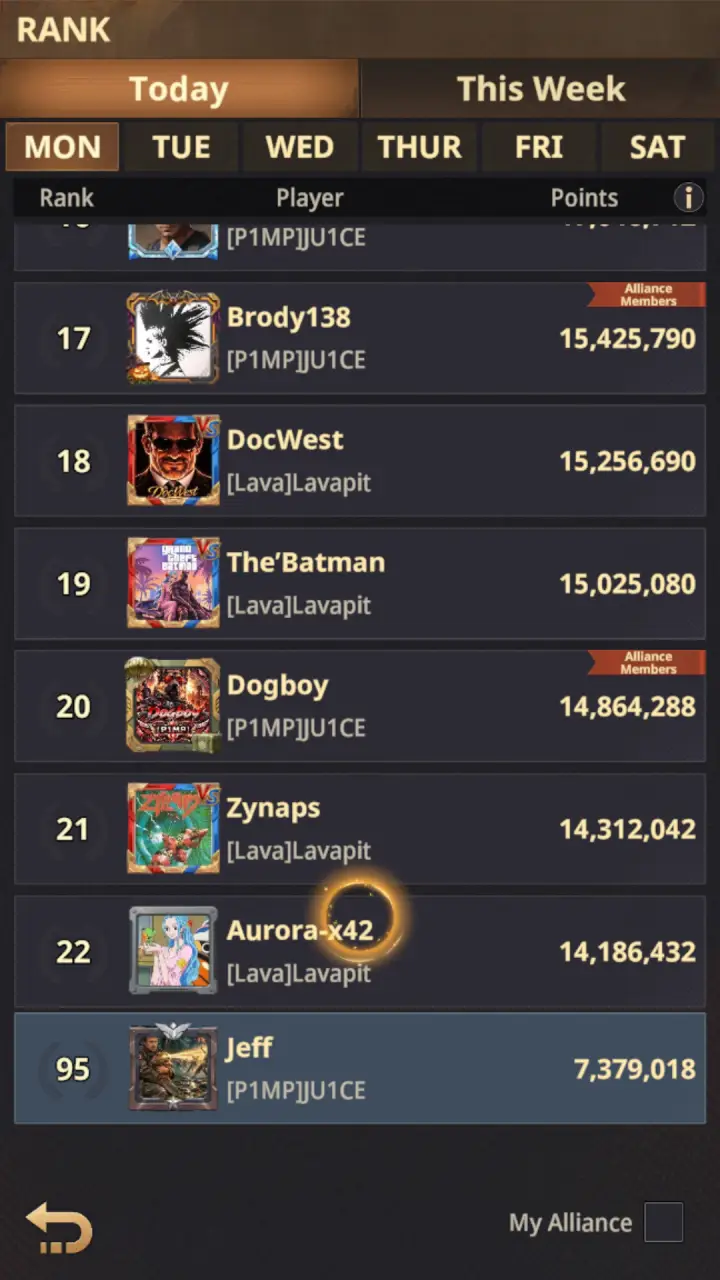 RANK
Today
This Week
MON TUE WED THUR FRI SAT
Rank Player Points
[P1MP]JU1CE
Alliance Members
17 Brody138 15,425,790
[P1MP]JU1CE
18 DocWest 15,256,690
[Lava]Lavapit
19 The’Batman 15,025,080
[Lava]Lavapit
Alliance Members
20 Dogboy 14,864,288
[P1MP]JU1CE
21 Zynaps 14,312,042
[Lava]Lavapit
22 Aurora-x42 14,186,432
[Lava]Lavapit
95 Jeff 7,379,018
[P1MP]JU1CE
My Alliance